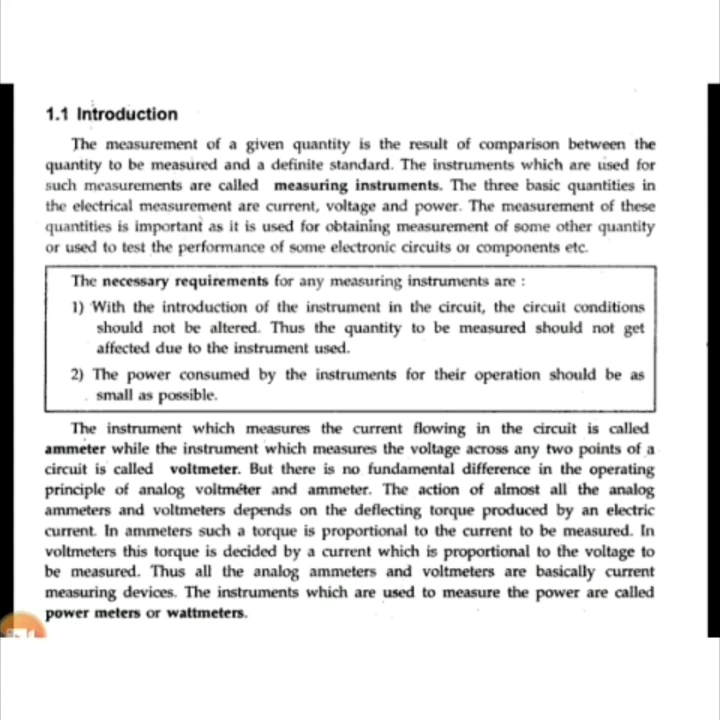 1.1 Introduction
The measurement of a given quantity is the result of comparison between the
quantity to be measured and a definite standard. The instruments which are used for
such measurements are called measuring instruments. The three basic quantities in
the electrical measurement are current, voltage and power. The measurement of these
quantities is important as it is used for obtaining measurement of some other quantity
or used to test the performance of some electronic circuits or components etc.
The necessary requirements for any measuring instruments are :
1) With the introduction of the instrument in the circuit, the circuit conditions
should not be altered. Thus the quantity to be measured should not get
affected due to the instrument used.
2) The power consumed by the instruments for their operation should be as
small as possible.
The instrument which measures the current flowing in the circuit is called
ammeter while the instrument which measures the voltage across any two points of a
circuit is called voltmeter. But there is no fundamental difference in the operating
principle of analog voltmeter and ammeter. The action of almost all the analog
ammeters and voltmeters depends on the deflecting torque produced by an electric
current. In ammeters such a torque is proportional to the current to be measured. In
voltmeters this torque is decided by a current which is proportional to the voltage to
be measured. Thus all the analog ammeters and voltmeters are basically current
measuring devices. The instruments which are used to measure the power are called
power meters or wattmeters.